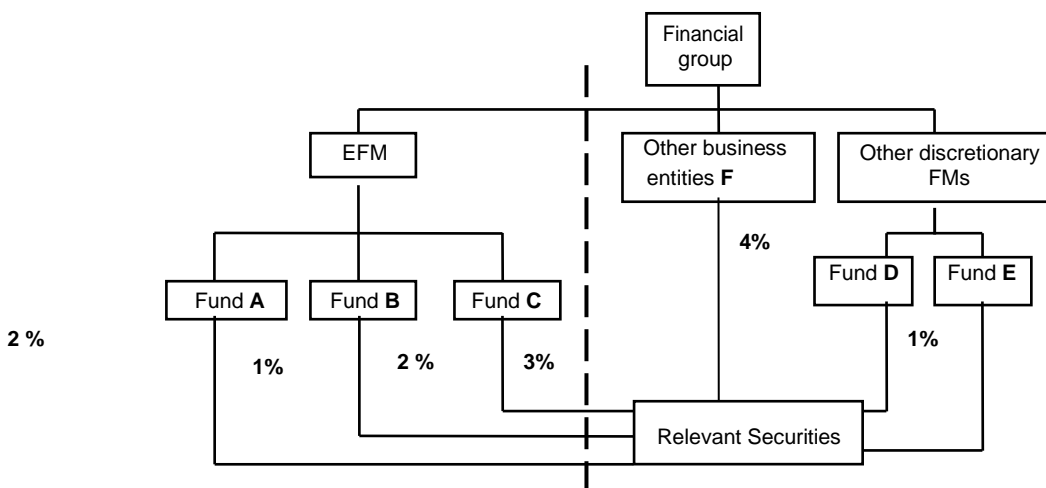 Financial
group
EFM
Other business
entities F
Other discretionary
FMs
4%
Fund A
Fund B
Fund C
Fund D
Fund E
2 %
1%
2 %
3%
1%
Relevant Securities